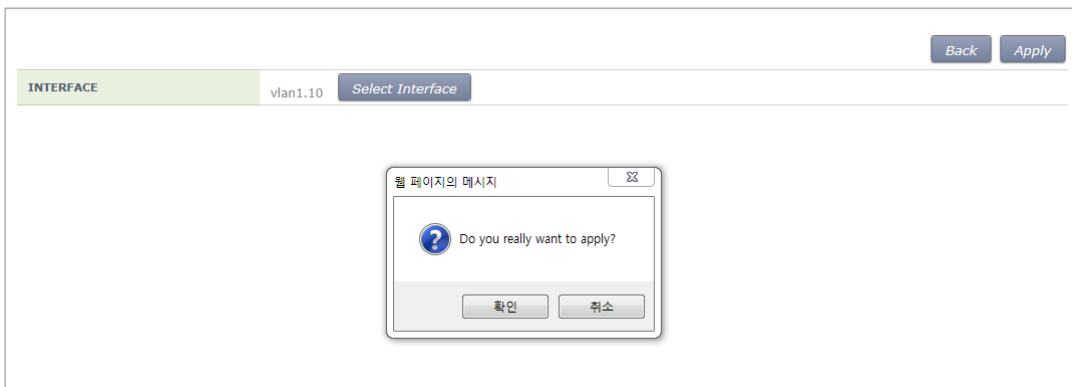 Back Apply
INTERFACE vlan1.10 Select Interface
웹 페이지의 메시지
Do you really want to apply?
확인 취소